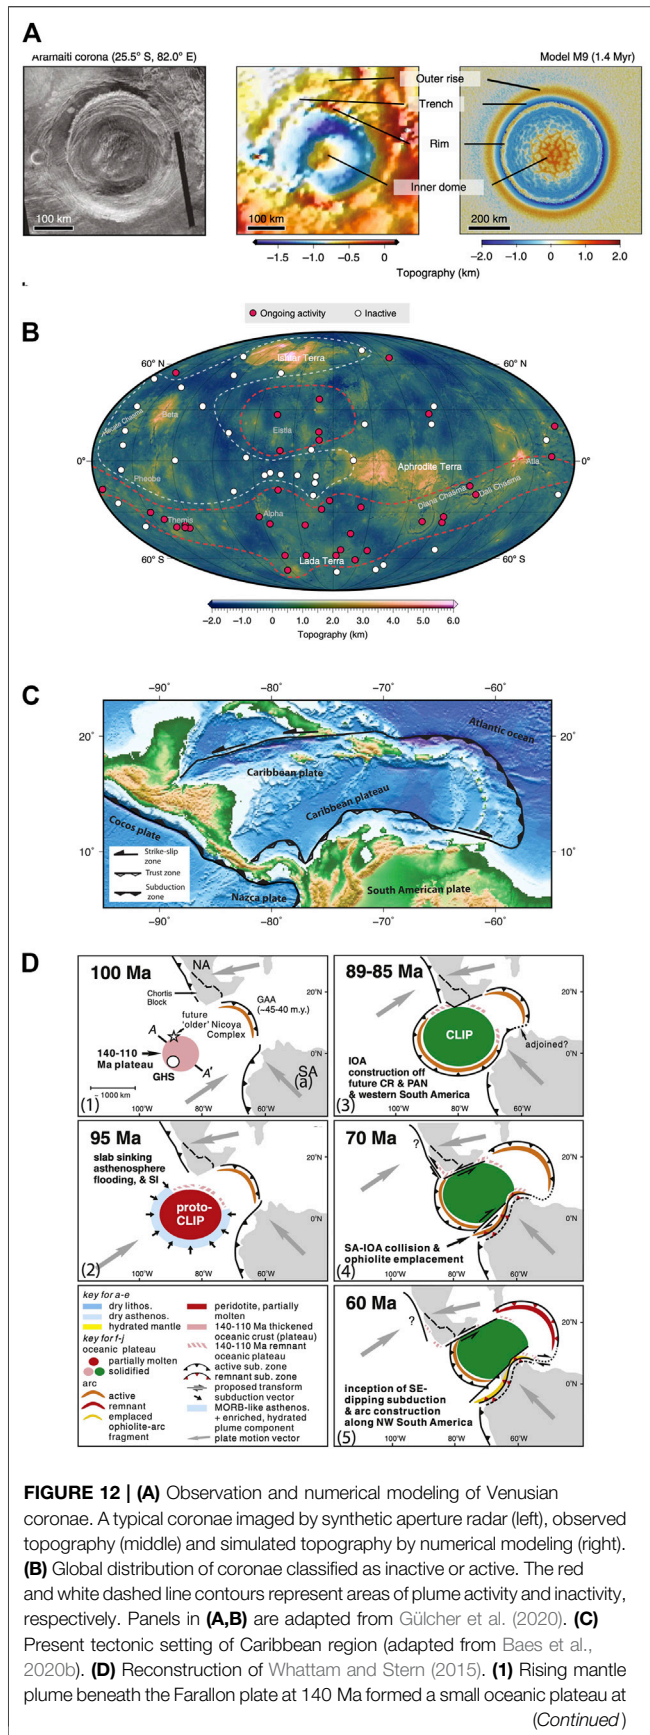 A
Aramaiti corona (25.5° S, 82.0° E)
Model M9 (1.4 Myr)
Outer rise
Trench
Rim
Inner dome
100 km
100 km
200 km
−1.5 −1.0 −0.5 0
−2.0 −1.0 0 1.0 2.0
Topography (km)
B
Ongoing activity Inactive
60° N
60° N
Ishtar Terra
Beta
Eistla
0°
0°
Aphrodite Terra
Atla
Pheobe
Diana Chasma
Dali Chasma
Themis
Alpha
60° S
Lada Terra
60° S
−2.0 −1.0 0 1.0 2.0 3.0 4.0 5.0 6.0
Topography (km)
C
−90° −80° −70° −60°
20°
20°
Atlantic ocean
Caribbean plate
Caribbean plateau
Cocos plate
Strike-slip
zone
Trust zone
Subduction
zone
10°
10°
Nazca plate
South American plate
−90° −80° −70° −60°
D
100 Ma
NA
Chortis
Block
GAA
(~45-40 m.y.)
20°N
future
'older' Nicoya
Complex
A
140-110
Ma plateau
GHS
A'
0°N
SA
(a)
~ 1000 km
(1)
100°W 80°W 60°W
89-85 Ma
20°N
CLIP
adjoined?
0°N
IOA
construction off
future CR & PAN
& western South America
(3)
100°W 80°W 60°W
95 Ma
slab sinking
asthenosphere
flooding, & SI
20°N
proto-
CLIP
0°N
(2)
100°W 80°W 60°W
70 Ma
?
20°N
0°N
SA-IOA collision &
ophiolite emplacement
(4)
100°W 80°W 60°W
key for a-e
dry lithos.
dry asthenos.
hydrated mantle
key for f-j
oceanic plateau
partially molten
solidified
arc
active
remnant
emplaced
ophiolite-arc
fragment
peridotite, partially
molten
140-110 Ma thickened
oceanic crust (plateau)
140-110 Ma remnant
oceanic plateau
active sub. zone
remnant sub. zone
proposed transform
subduction vector
MORB-like asthenos.
+ enriched, hydrated
plume component
plate motion vector
60 Ma
?
20°N
0°N
inception of SE-
dipping subduction
& arc construction
along NW South America
(5)
100°W 80°W 60°W
FIGURE 12 | (A) Observation and numerical modeling of Venusian
coronae. A typical coronae imaged by synthetic aperture radar (left), observed
topography (middle) and simulated topography by numerical modeling (right).
(B) Global distribution of coronae classified as inactive or active. The red
and white dashed line contours represent areas of plume activity and inactivity,
respectively. Panels in (A,B) are adapted from Gülcher et al. (2020). (C)
Present tectonic setting of Caribbean region (adapted from Baes et al.,
2020b). (D) Reconstruction of Whattam and Stern (2015). (1) Rising mantle
plume beneath the Farallon plate at 140 Ma formed a small oceanic plateau at
(Continued)